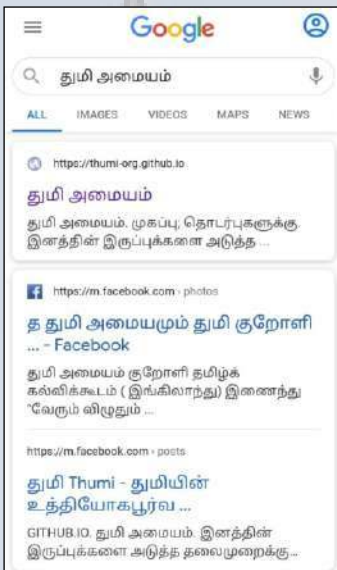 Google
துமி அமையம்
ALL IMAGES VIDEOS MAPS NEWS
https://thumi-org.github.io
துமி அமையம்
துமி அமையம். முகப்பு; தொடர்புகளுக்கு.
இனத்தின் இருப்புக்களை அடுத்த ...
https://m.facebook.com › photos
த துமி அமையமும் துமி குறோளி
... - Facebook
துமி அமையம் குறோளி தமிழ்க்
கல்விக்கூடம் ( இங்கிலாந்து) இணைந்து
"வேரும் விழுதும் ...
https://m.facebook.com › posts
துமி Thumi - துமியின்
உத்தியோகபூர்வ ...
GITHUB.IO. துமி அமையம். இனத்தின்
இருப்புக்களை அடுத்த தலைமுறைக்கு...